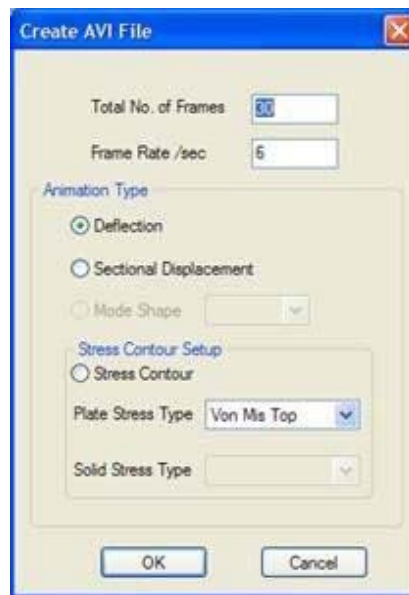 Create AVI File
Total No. of Frames 30
Frame Rate /sec 6
Animation Type
Deflection
Sectional Displacement
Mode Shape
Stress Contour Setup
Stress Contour
Plate Stress Type Von Mis Top
Solid Stress Type
OK Cancel